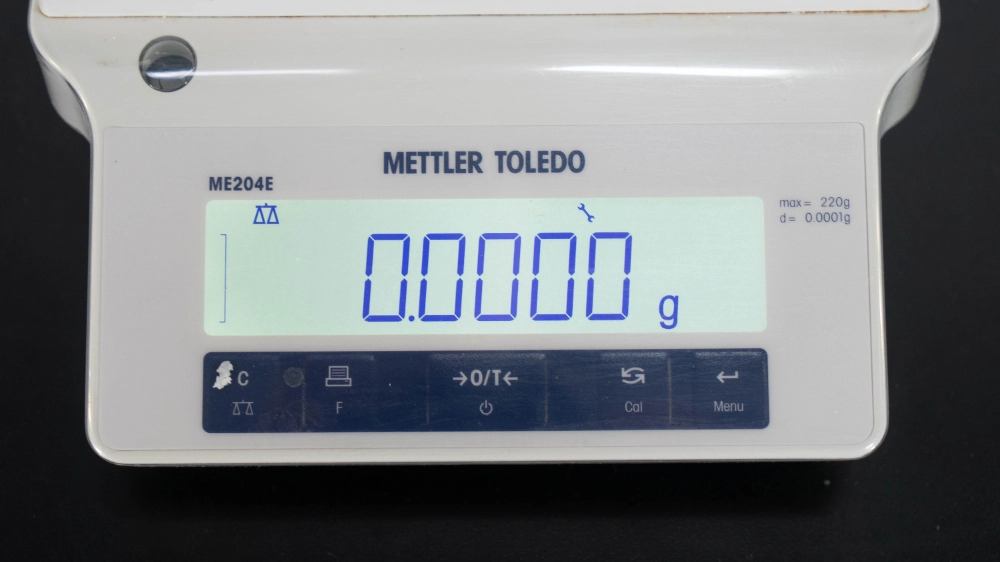 METTLER TOLEDO
ME204E
max = 220g
d = 0.0001g
0.0000 g
C
→0/T←
F
Cal
Menu